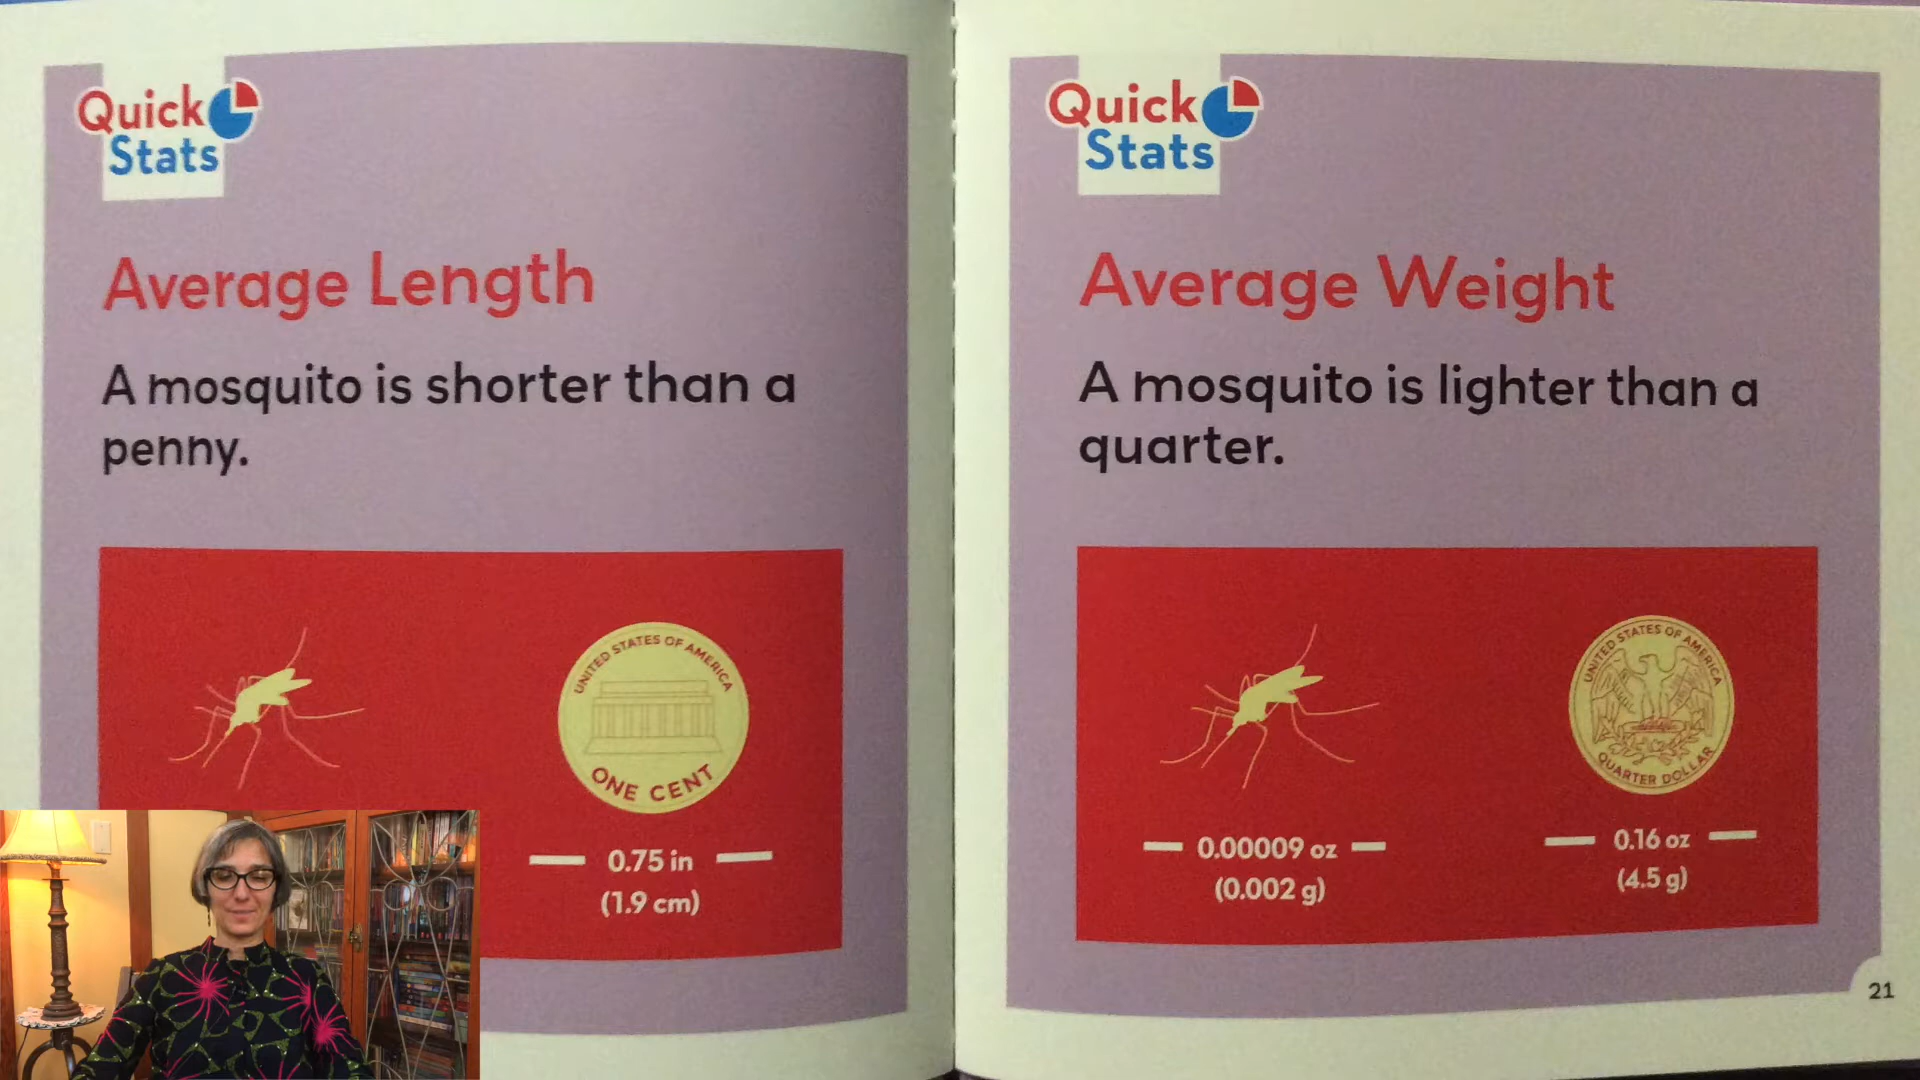 Quick
Stats
Average Length
A mosquito is shorter than a
penny.
UNITED STATES OF AMERICA
ONE CENT
0.75 in
(1.9 cm)
Quick
Stats
Average Weight
A mosquito is lighter than a
quarter.
UNITED STATES OF AMERICA
QUARTER DOLLAR
0.00009 oz
(0.002 g)
0.16 oz
(4.5 g)
21